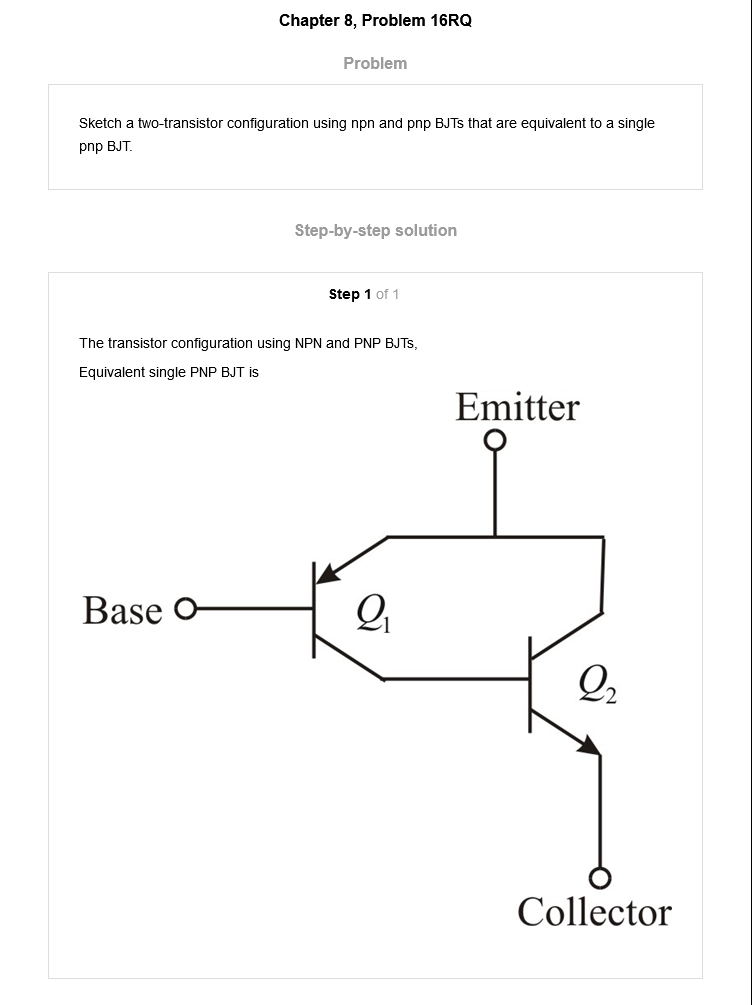 Chapter 8, Problem 16RQ
Problem
Sketch a two-transistor configuration using npn and pnp BJTs that are equivalent to a single
pnp BJT.
Step-by-step solution
Step 1 of 1
The transistor configuration using NPN and PNP BJTs,
Equivalent single PNP BJT is
Emitter
Base
Q1
Q2
Collector